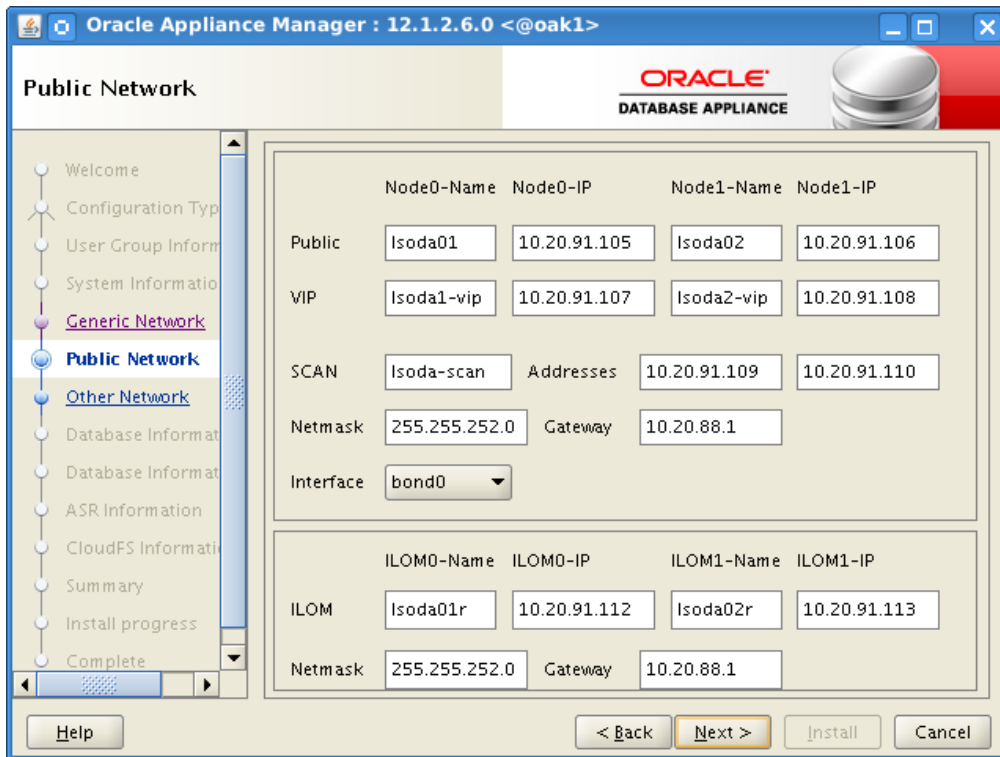 Oracle Appliance Manager : 12.1.2.6.0 <@oak1>
Public Network
ORACLE
DATABASE APPLIANCE
Welcome
Configuration Typ
User Group Inform
System Informatio
Generic Network
Public Network
Other Network
Database Informat
Database Informat
ASR Information
CloudFS Informati
Summary
Install progress
Complete
Node0-Name Node0-IP Node1-Name Node1-IP
Public lsoda01 10.20.91.105 lsoda02 10.20.91.106
VIP lsoda1-vip 10.20.91.107 lsoda2-vip 10.20.91.108
SCAN lsoda-scan Addresses 10.20.91.109 10.20.91.110
Netmask 255.255.252.0 Gateway 10.20.88.1
Interface bond0
ILOM0-Name ILOM0-IP ILOM1-Name ILOM1-IP
ILOM lsoda01r 10.20.91.112 lsoda02r 10.20.91.113
Netmask 255.255.252.0 Gateway 10.20.88.1
Help < Back Next > Install Cancel